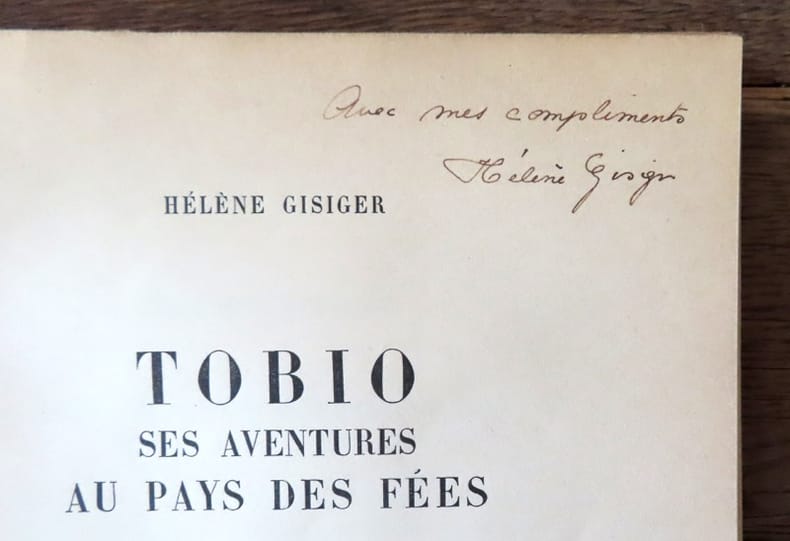 Avec mes compliments
Hélène Gisiger
HÉLÈNE GISIGER
TOBIO
SES AVENTURES
AU PAYS DES FÉES